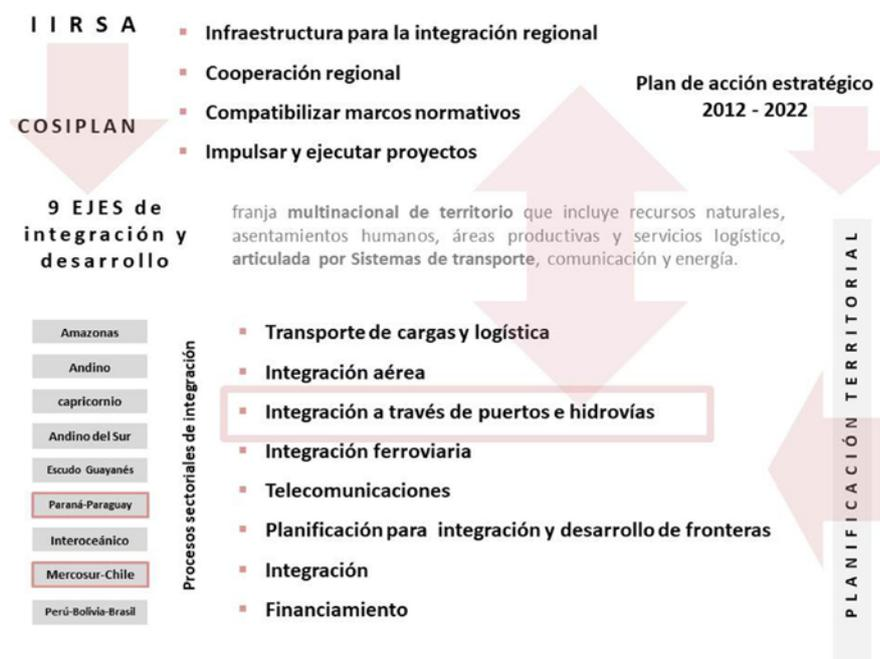 IIRSA
COSIPLAN
Infraestructura para la integración regional
Cooperación regional
Compatibilizar marcos normativos
Impulsar y ejecutar proyectos
Plan de acción estratégico
2012 - 2022
9 EJES de
integración y
desarrollo
franja multinacional de territorio que incluye recursos naturales,
asentamientos humanos, áreas productivas y servicios logístico,
articulada por Sistemas de transporte, comunicación y energía.
Amazonas
Andino
capricornio
Andino del Sur
Escudo Guayanés
Paraná-Paraguay
Interoceánico
Mercosur-Chile
Perú-Bolivia-Brasil
Procesos sectoriales de integración
Transporte de cargas y logística
Integración aérea
Integración a través de puertos e hidrovías
Integración ferroviaria
Telecomunicaciones
Planificación para integración y desarrollo de fronteras
Integración
Financiamiento
PLANIFICACIÓN TERRITORIAL